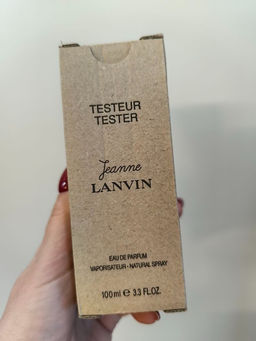 TESTEUR
TESTER
Jeanne
LANVIN
EAU DE PARFUM
VAPORISATEUR - NATURAL SPRAY
100 ml ℮ 3.3 FL.OZ.